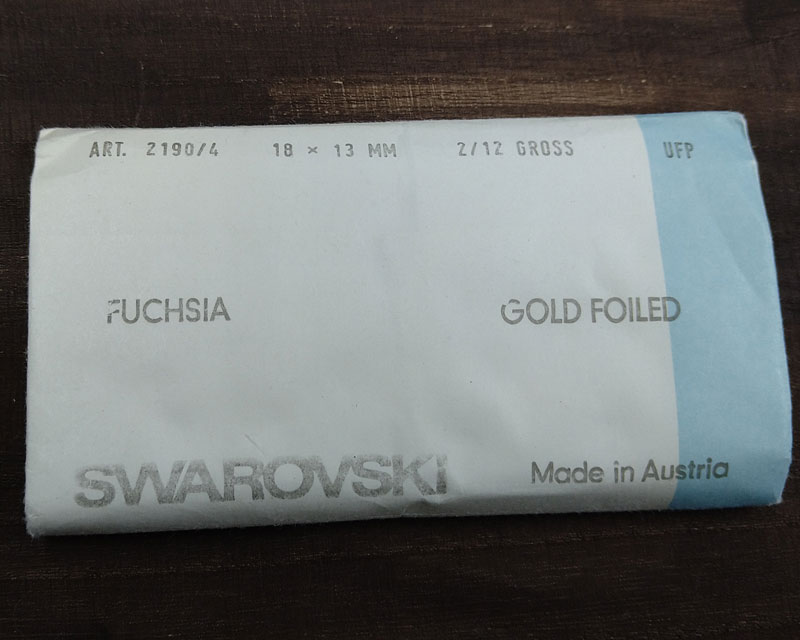 ART. 2190/4 18 × 13 MM 2/12 GROSS UFP
FUCHSIA GOLD FOILED
SWAROVSKI Made in Austria